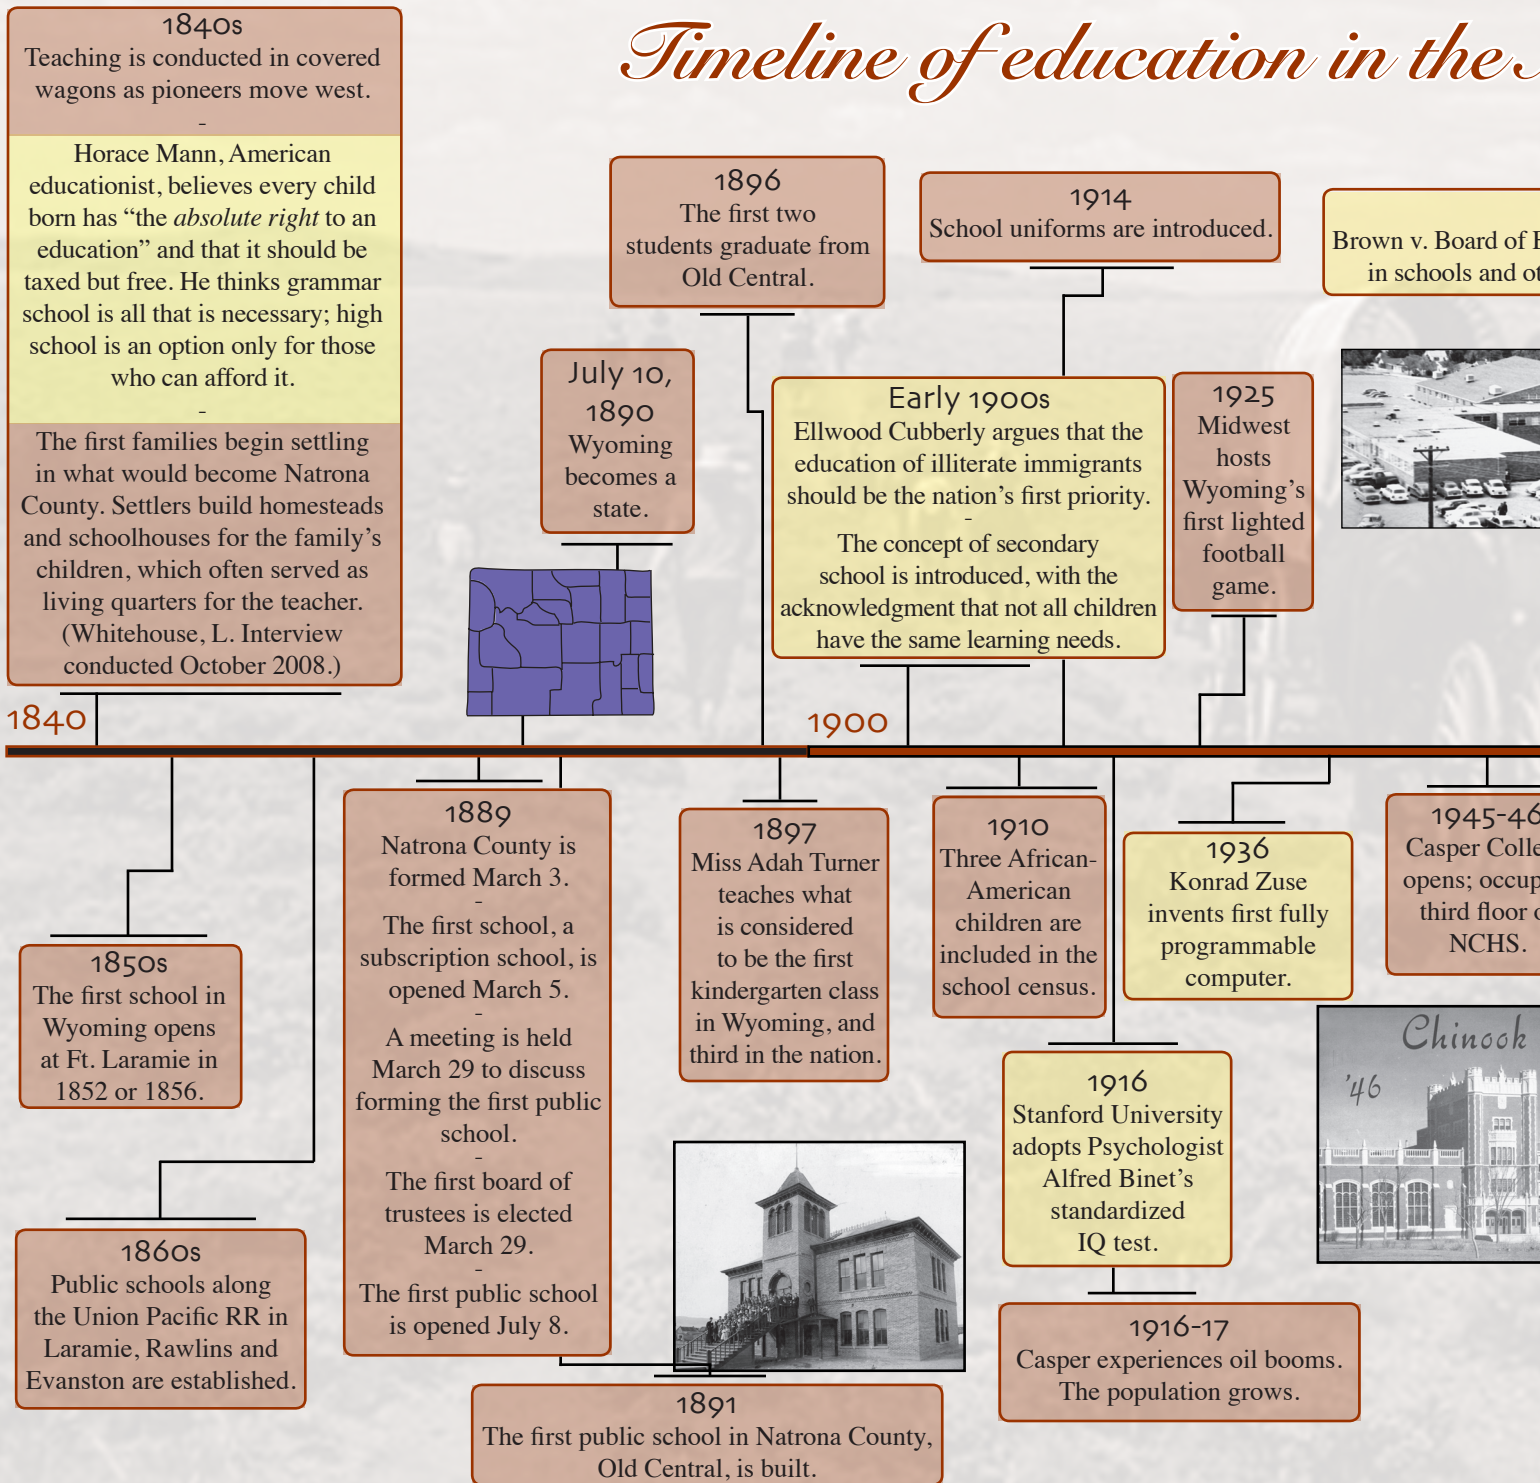 Timeline of education in the
1840s
Teaching is conducted in covered
wagons as pioneers move west.
-
Horace Mann, American
educationist, believes every child
born has “the absolute right to an
education” and that it should be
taxed but free. He thinks grammar
school is all that is necessary; high
school is an option only for those
who can afford it.
-
The first families begin settling
in what would become Natrona
County. Settlers build homesteads
and schoolhouses for the family’s
children, which often served as
living quarters for the teacher.
(Whitehouse, L. Interview
conducted October 2008.)
July 10,
1890
Wyoming
becomes a
state.
1896
The first two
students graduate from
Old Central.
1914
School uniforms are introduced.
Early 1900s
Ellwood Cubberly argues that the
education of illiterate immigrants
should be the nation’s first priority.
-
The concept of secondary
school is introduced, with the
acknowledgment that not all children
have the same learning needs.
1925
Midwest
hosts
Wyoming’s
first lighted
football
game.
Brown v. Board of
in schools and
1840
1900
1850s
The first school in
Wyoming opens
at Ft. Laramie in
1852 or 1856.
1860s
Public schools along
the Union Pacific RR in
Laramie, Rawlins and
Evanston are established.
1889
Natrona County is
formed March 3.
-
The first school, a
subscription school, is
opened March 5.
-
A meeting is held
March 29 to discuss
forming the first public
school.
-
The first board of
trustees is elected
March 29.
-
The first public school
is opened July 8.
1891
The first public school in Natrona County,
Old Central, is built.
1897
Miss Adah Turner
teaches what
is considered
to be the first
kindergarten class
in Wyoming, and
third in the nation.
1910
Three African-
American
children are
included in the
school census.
1916
Stanford University
adopts Psychologist
Alfred Binet’s
standardized
IQ test.
1916-17
Casper experiences oil booms.
The population grows.
1936
Konrad Zuse
invents first fully
programmable
computer.
1945-46
Casper
opens;
third floor
NCHS.
Chinook
’46